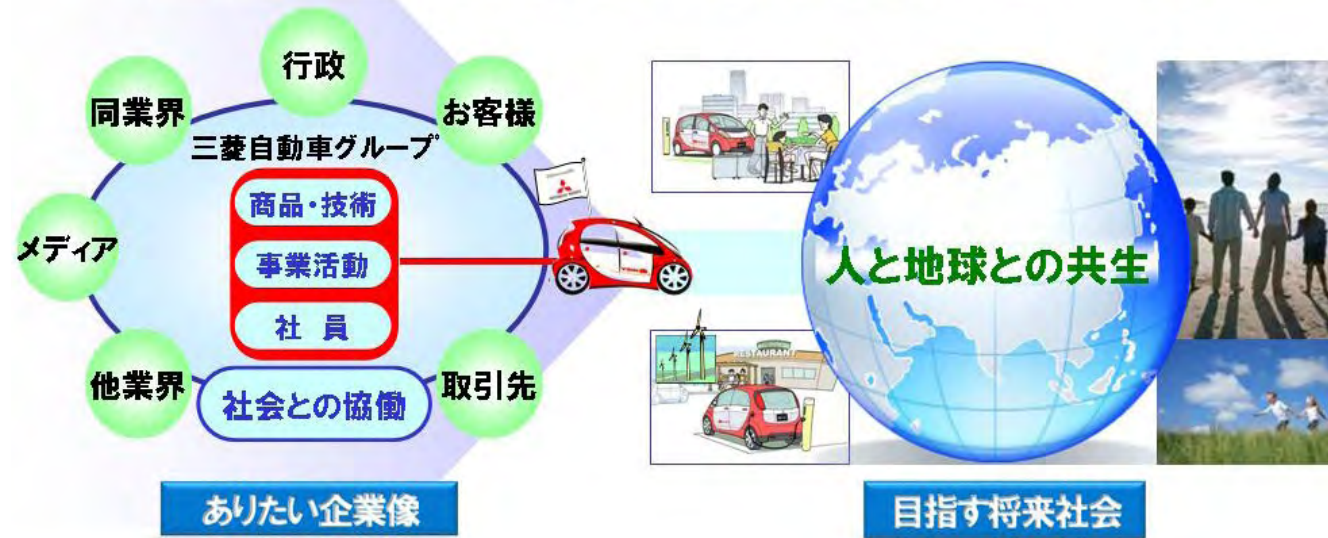 行政
同業界
お客様
三菱自動車グループ
商品・技術
メディア
事業活動
社 員
他業界
取引先
社会との協働
ありたい企業像
RESTAURANT
人と地球との共生
目指す将来社会